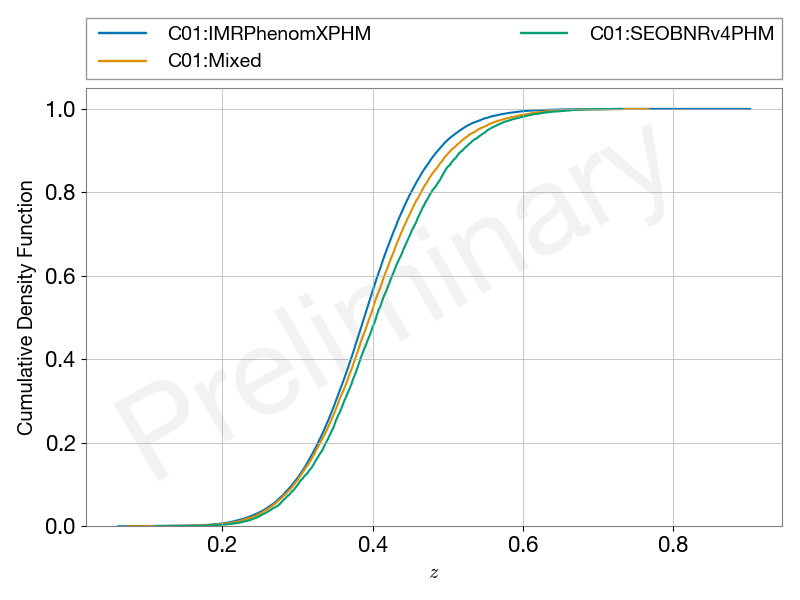 C01:IMRPhenomXPHM
C01:Mixed
C01:SEOBNRv4PHM
Cumulative Density Function
1.0
0.8
0.6
0.4
0.2
0.0
Preliminary
0.2 0.4 0.6 0.8
z